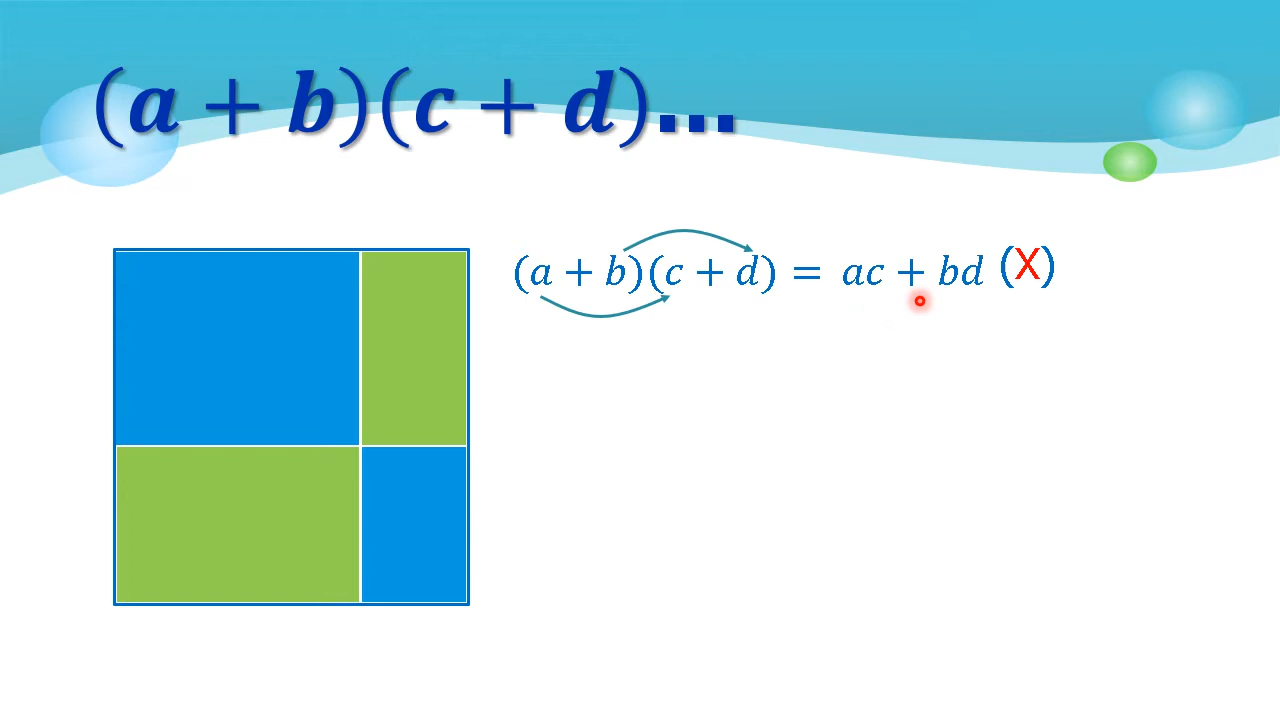 (a + b)(c + d)...
(a + b)(c + d) = ac + bd (X)